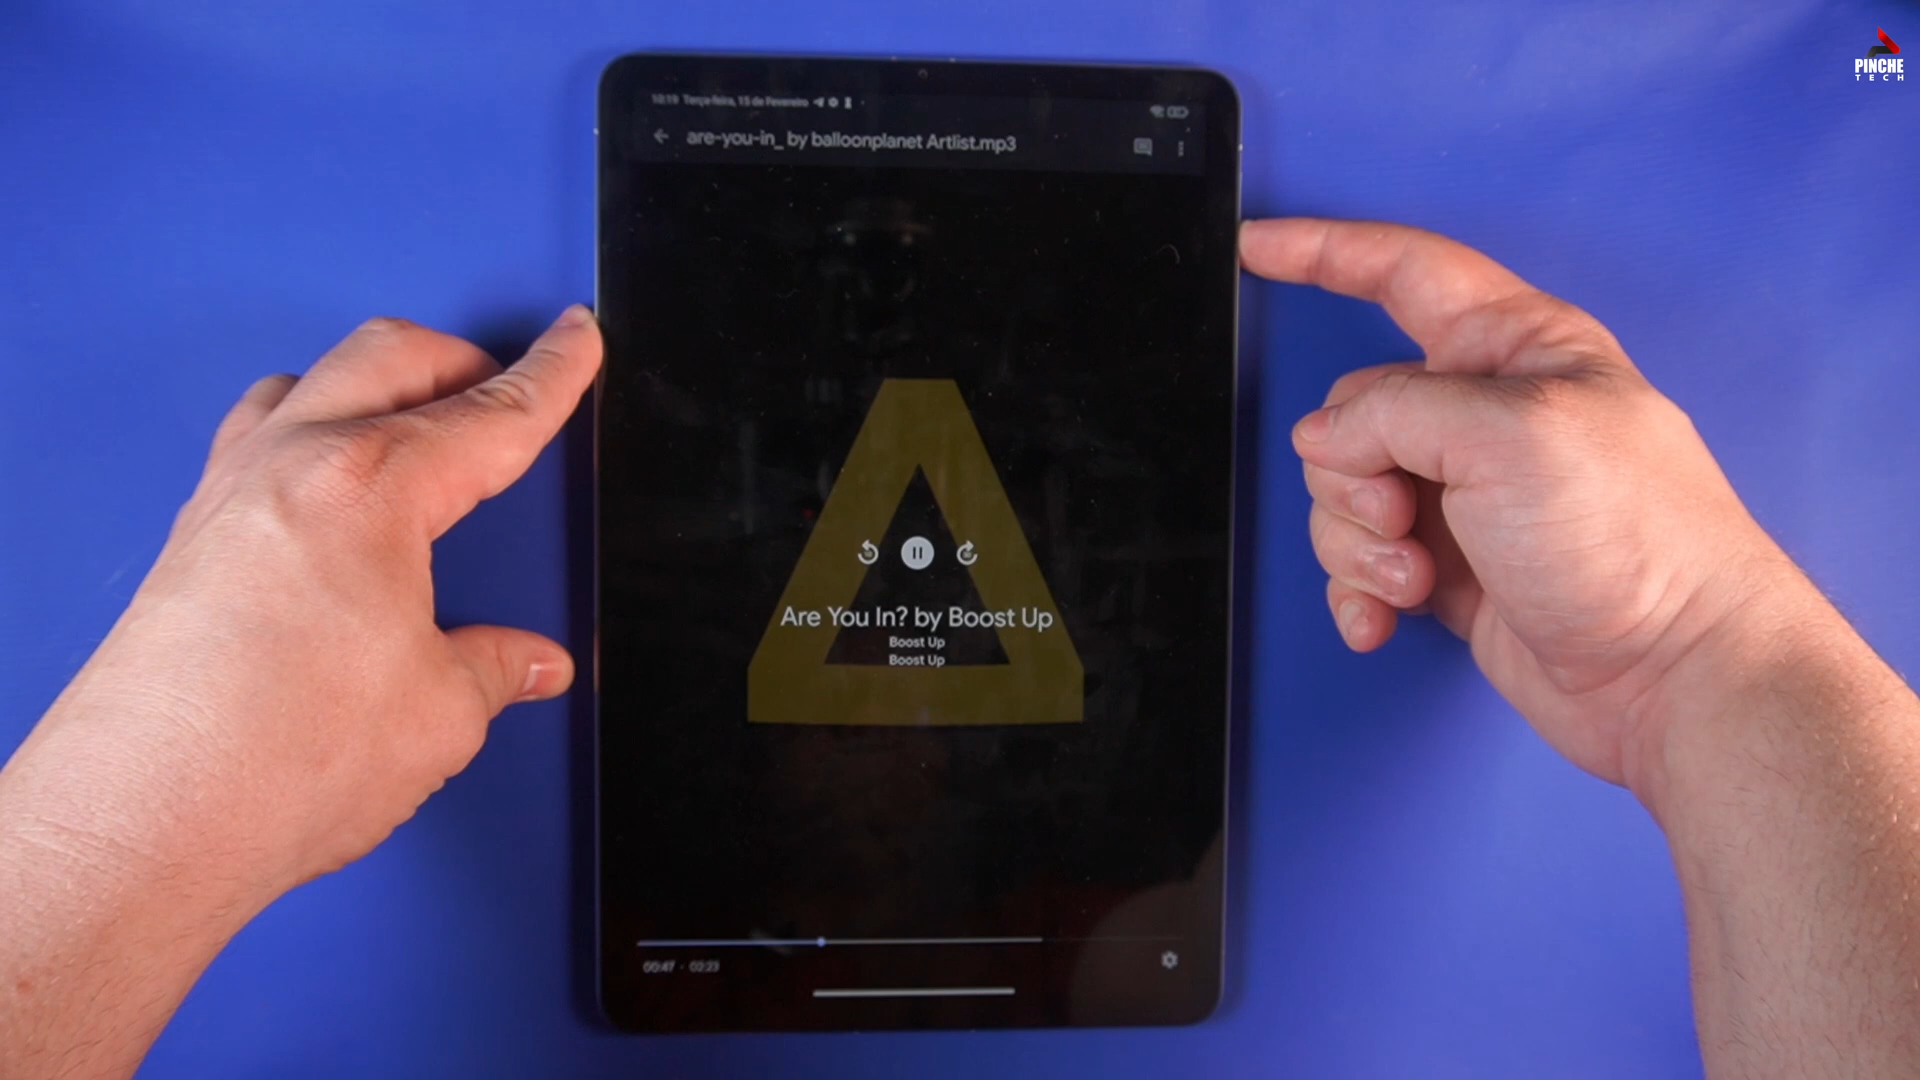 10:19 Terça-feira, 15 de Fevereiro
are-you-in_ by balloonplanet Artlist.mp3
Are You In? by Boost Up
Boost Up
Boost Up
00:47 · 03:23
PINCHE
TECH